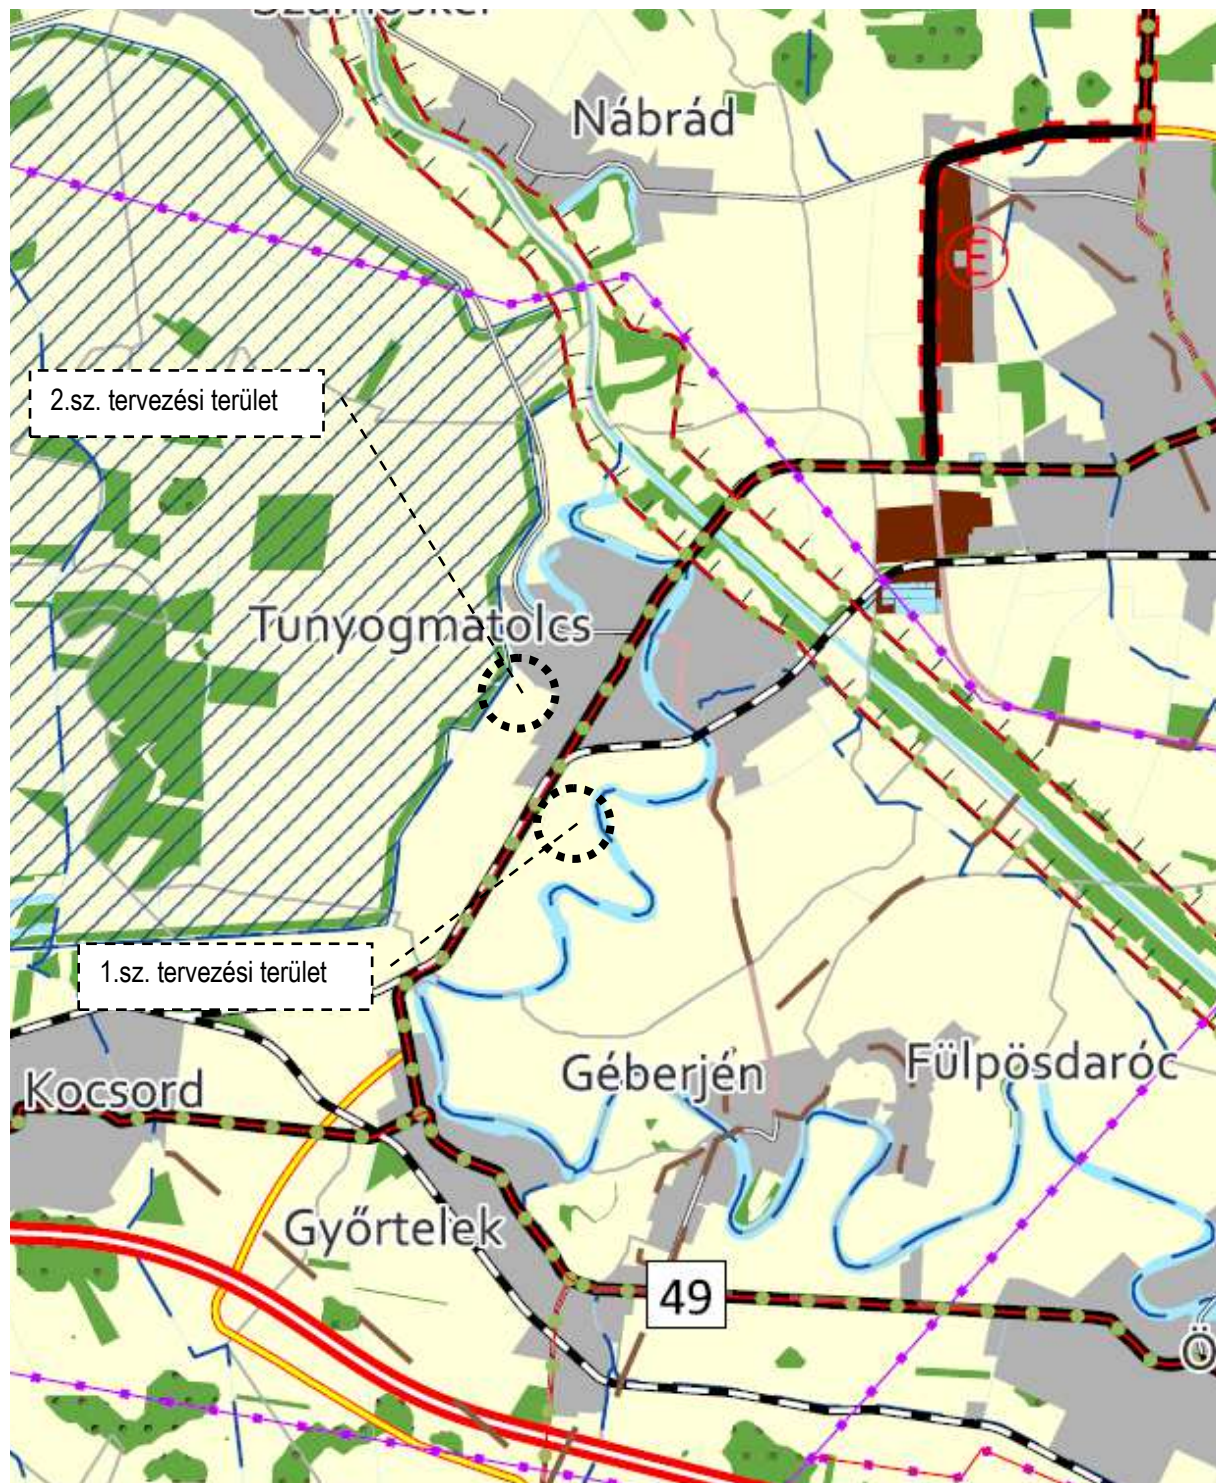 Nábrád
E
2.sz. tervezési terület
Tunyogmatolcs
1.sz. tervezési terület
Géberjén
Fülpösdaróc
Kocsord
Győrtelek
49
Ö